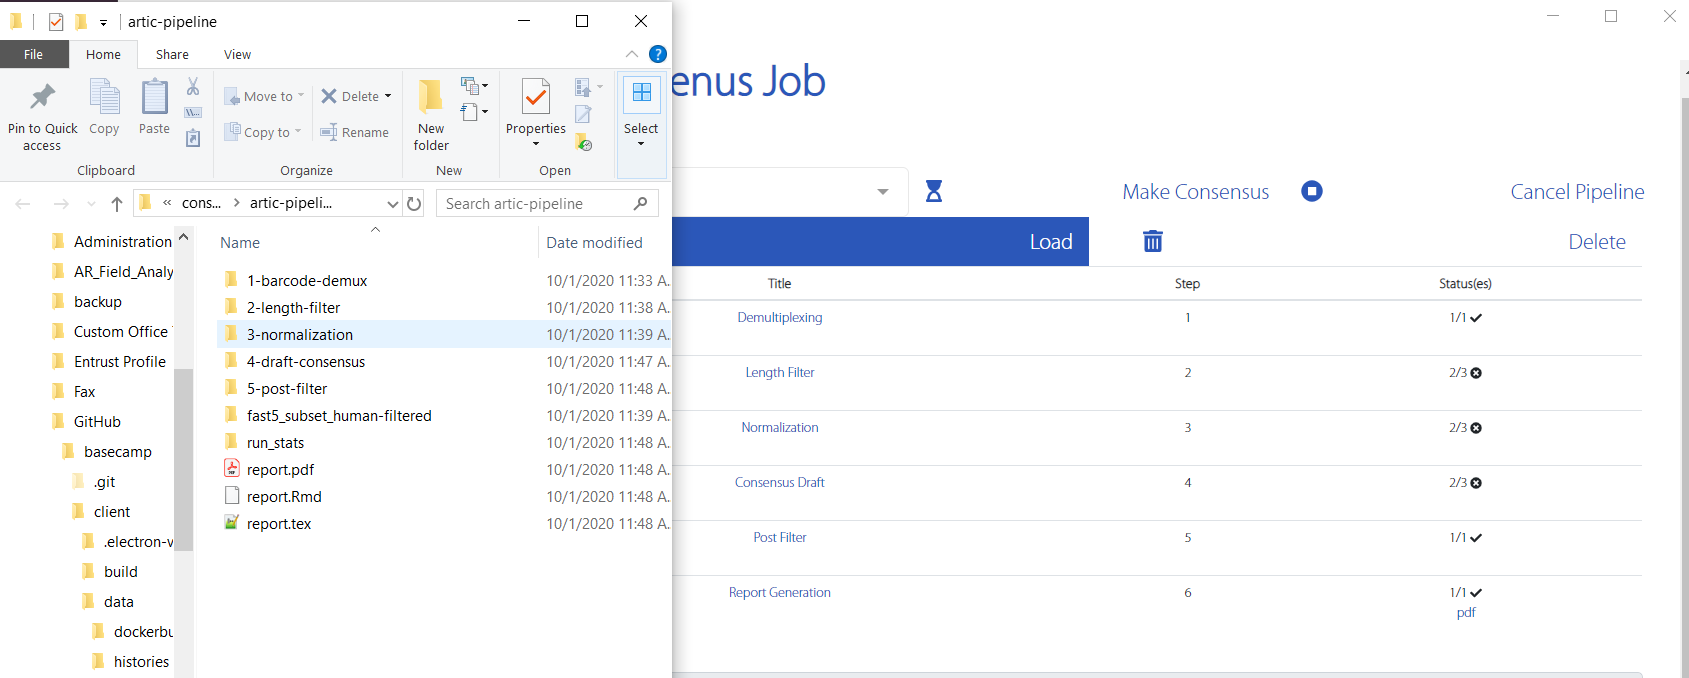 artic-pipeline
File Home Share View
Pin to Quick access
Copy
Paste
Clipboard
Move to
Copy to
Delete
Rename
Organize
New folder
New
Properties
Open
Select
« cons... > artic-pipeli...
Search artic-pipeline
Administration
AR_Field_Analy
backup
Custom Office
Entrust Profile
Fax
GitHub
basecamp
.git
client
.electron-v
build
data
dockerbu
histories
Name Date modified
1-barcode-demux 10/1/2020 11:33 A.
2-length-filter 10/1/2020 11:38 A.
3-normalization 10/1/2020 11:39 A.
4-draft-consensus 10/1/2020 11:47 A.
5-post-filter 10/1/2020 11:48 A.
fast5_subset_human-filtered 10/1/2020 11:39 A.
run_stats 10/1/2020 11:48 A.
report.pdf 10/1/2020 11:48 A.
report.Rmd 10/1/2020 11:48 A.
report.tex 10/1/2020 11:48 A.
enus Job
Make Consensus Cancel Pipeline
Load Delete
Title Step Status(es)
Demultiplexing 1 1/1
Length Filter 2 2/3
Normalization 3 2/3
Consensus Draft 4 2/3
Post Filter 5 1/1
Report Generation 6 1/1
pdf